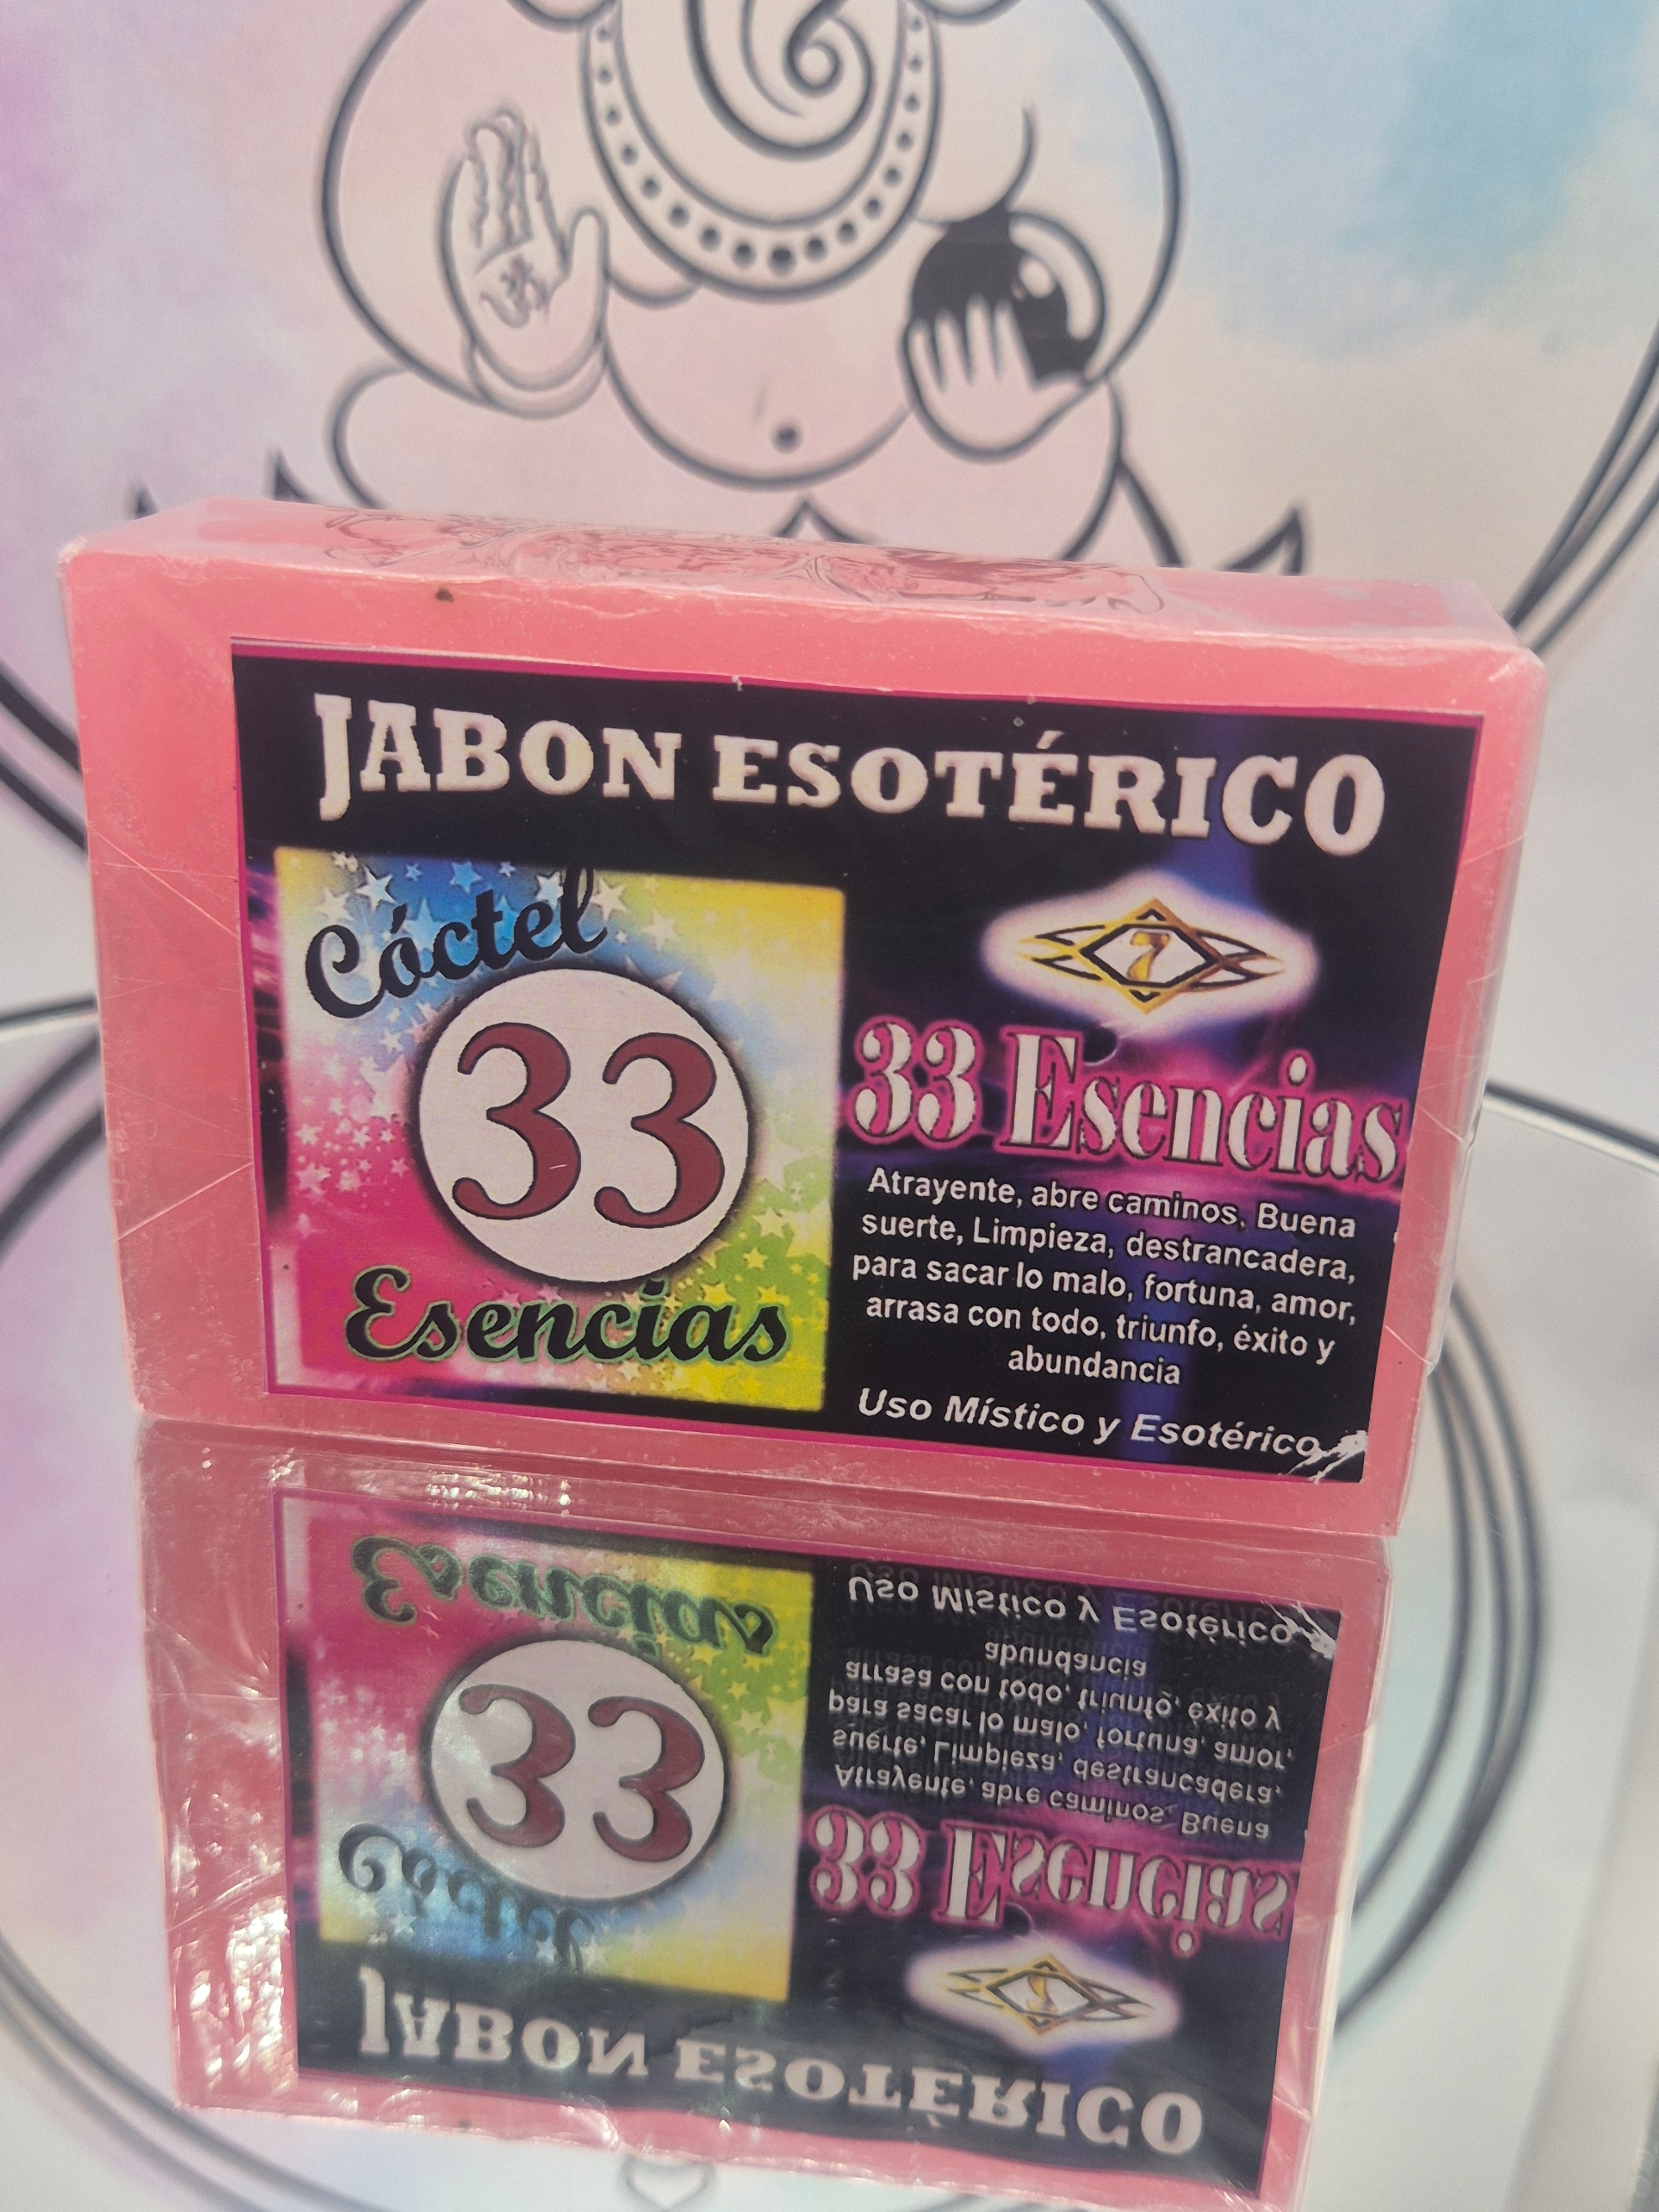 JABON ESOTÉRICO
Cóctel
33
Esencias
7
33 Esencias
Atrayente, abre caminos, Buena
suerte, Limpieza, destrancadera,
para sacar lo malo, fortuna, amor,
arrasa con todo, triunfo, éxito y
abundancia
Uso Místico y Esotérico